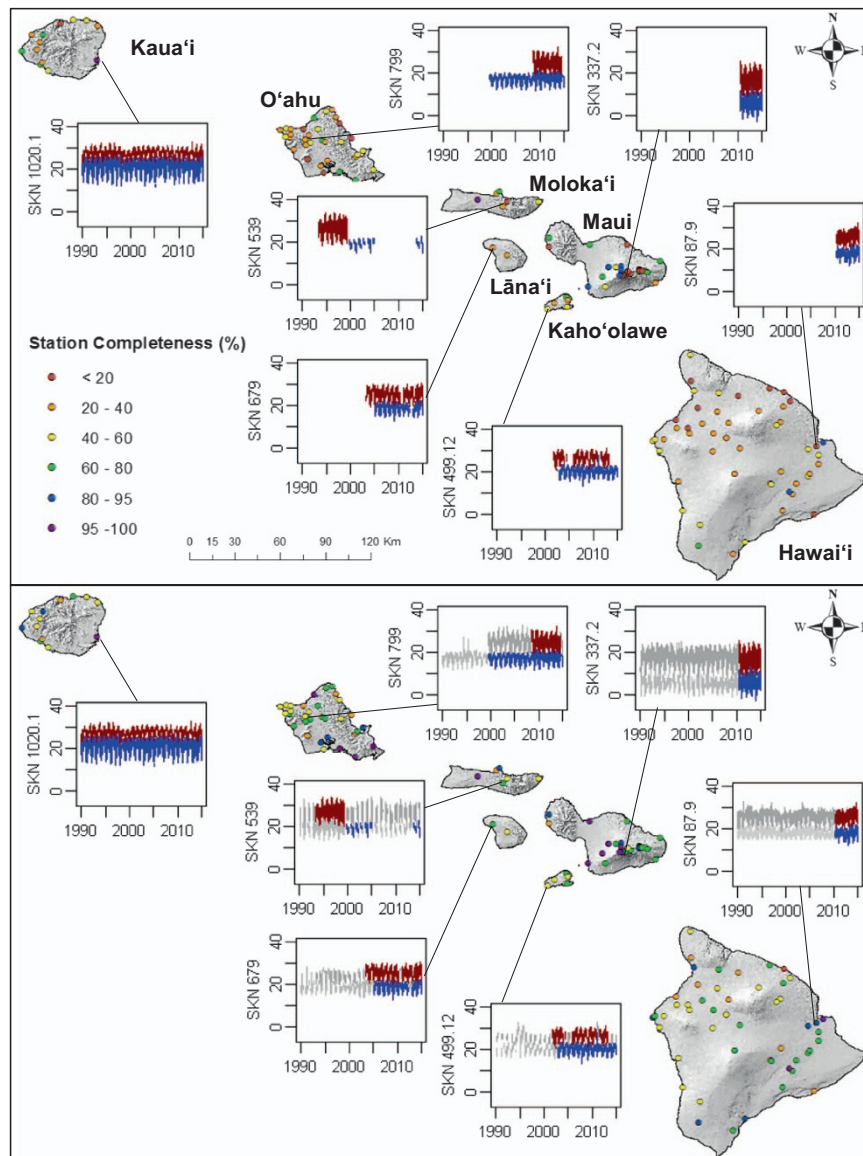 Kauaʻi
SKN 1020.1
40
20
0
1990 2000 2010
Oʻahu
SKN 799
40
20
0
1990 2000 2010
SKN 337.2
40
20
0
1990 2000 2010
N
W
E
S
SKN 539
40
20
0
1990 2000 2010
Molokaʻi
Maui
Lānaʻi
Kahoʻolawe
SKN 87.9
40
20
0
1990 2000 2010
Station Completeness (%)
< 20
20 - 40
40 - 60
60 - 80
80 - 95
95 -100
SKN 679
40
20
0
1990 2000 2010
SKN 499.12
40
20
0
1990 2000 2010
0 15 30 60 90 120 Km
Hawaiʻi
SKN 1020.1
40
20
0
1990 2000 2010
SKN 799
40
20
0
1990 2000 2010
SKN 337.2
40
20
0
1990 2000 2010
N
W
E
S
SKN 539
40
20
0
1990 2000 2010
SKN 87.9
40
20
0
1990 2000 2010
SKN 679
40
20
0
1990 2000 2010
SKN 499.12
40
20
0
1990 2000 2010